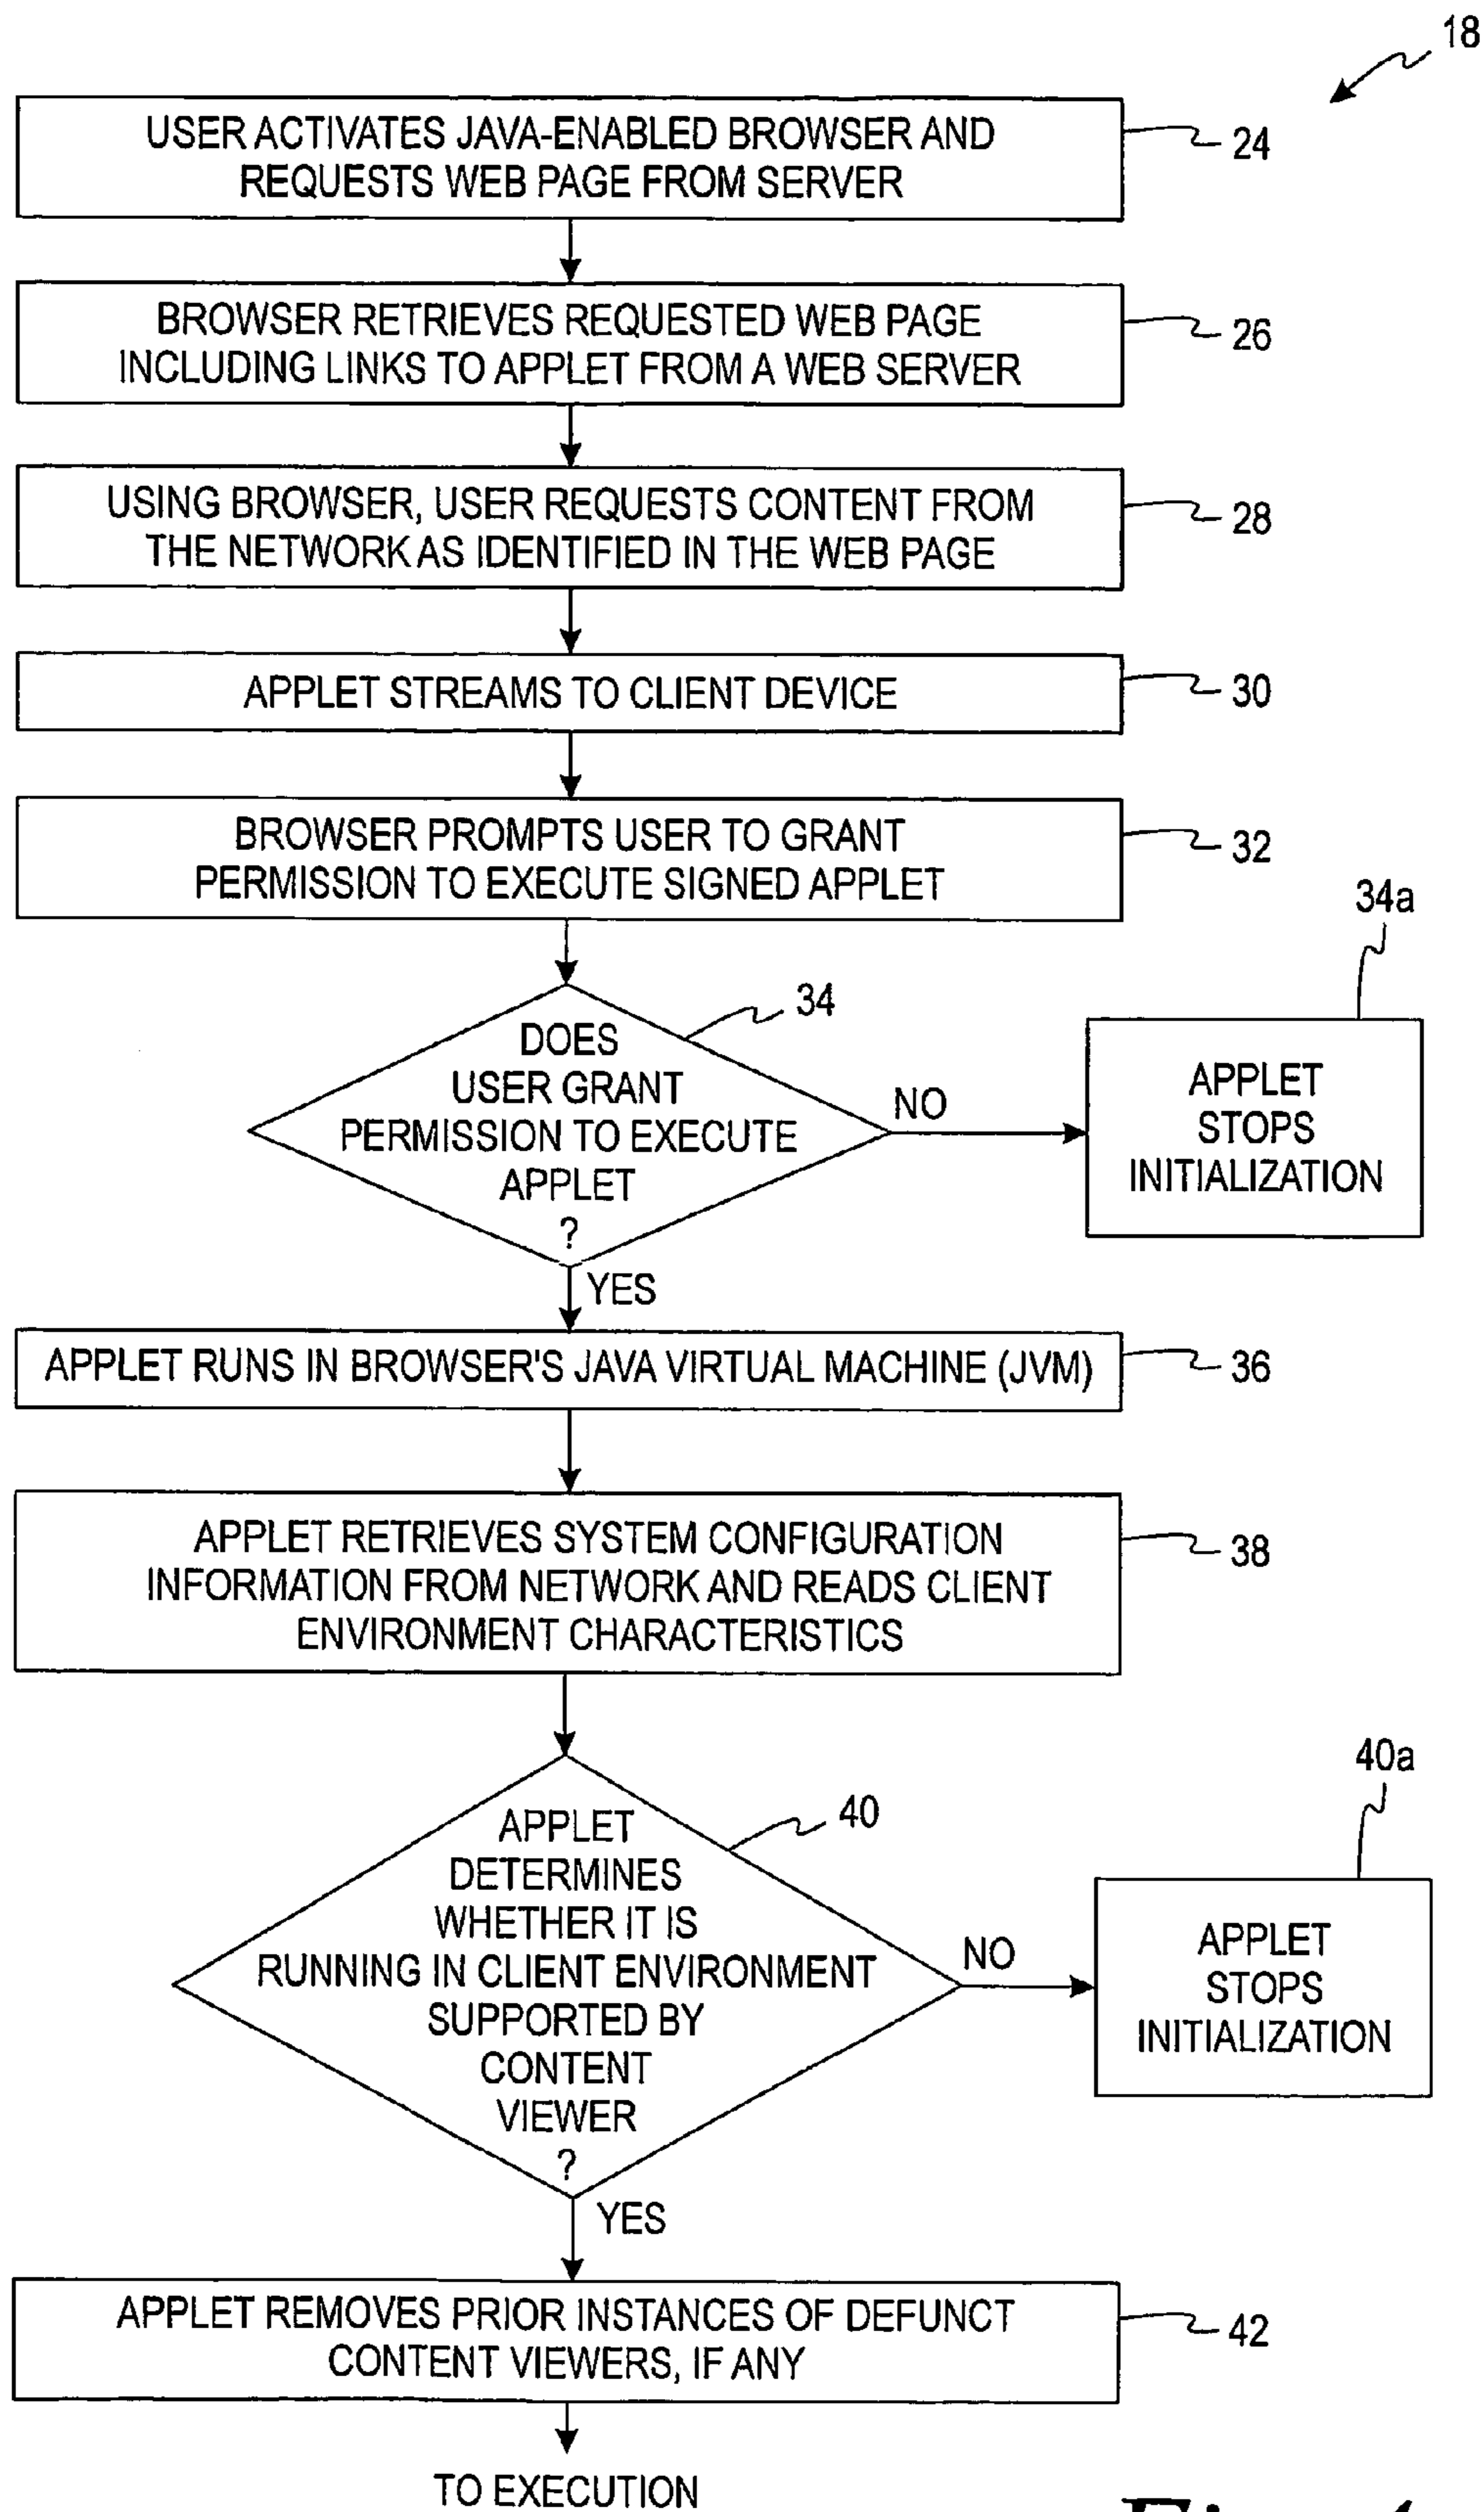 18
USER ACTIVATES JAVA-ENABLED BROWSER AND
REQUESTS WEB PAGE FROM SERVER
24
BROWSER RETRIEVES REQUESTED WEB PAGE
INCLUDING LINKS TO APPLET FROM A WEB SERVER
26
USING BROWSER, USER REQUESTS CONTENT FROM
THE NETWORK AS IDENTIFIED IN THE WEB PAGE
28
APPLET STREAMS TO CLIENT DEVICE
30
BROWSER PROMPTS USER TO GRANT
PERMISSION TO EXECUTE SIGNED APPLET
32
34a
34
DOES
USER GRANT
PERMISSION TO EXECUTE
APPLET
?
NO
APPLET
STOPS
INITIALIZATION
YES
APPLET RUNS IN BROWSER'S JAVA VIRTUAL MACHINE (JVM)
36
APPLET RETRIEVES SYSTEM CONFIGURATION
INFORMATION FROM NETWORK AND READS CLIENT
ENVIRONMENT CHARACTERISTICS
38
40a
40
APPLET
DETERMINES
WHETHER IT IS
RUNNING IN CLIENT ENVIRONMENT
SUPPORTED BY
CONTENT
VIEWER
?
NO
APPLET
STOPS
INITIALIZATION
YES
APPLET REMOVES PRIOR INSTANCES OF DEFUNCT
CONTENT VIEWERS, IF ANY
42
TO EXECUTION